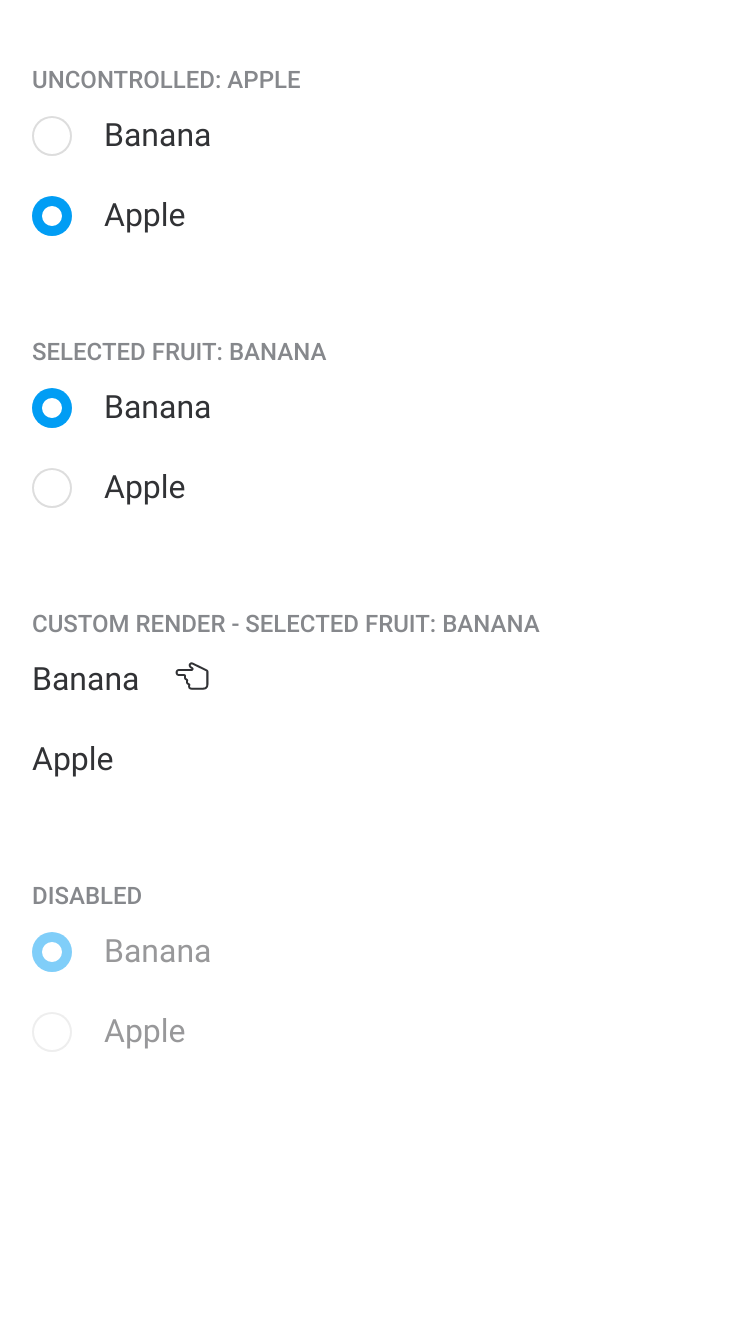 UNCONTROLLED: APPLE
Banana
Apple
SELECTED FRUIT: BANANA
Banana
Apple
CUSTOM RENDER - SELECTED FRUIT: BANANA
Banana
Apple
DISABLED
Banana
Apple